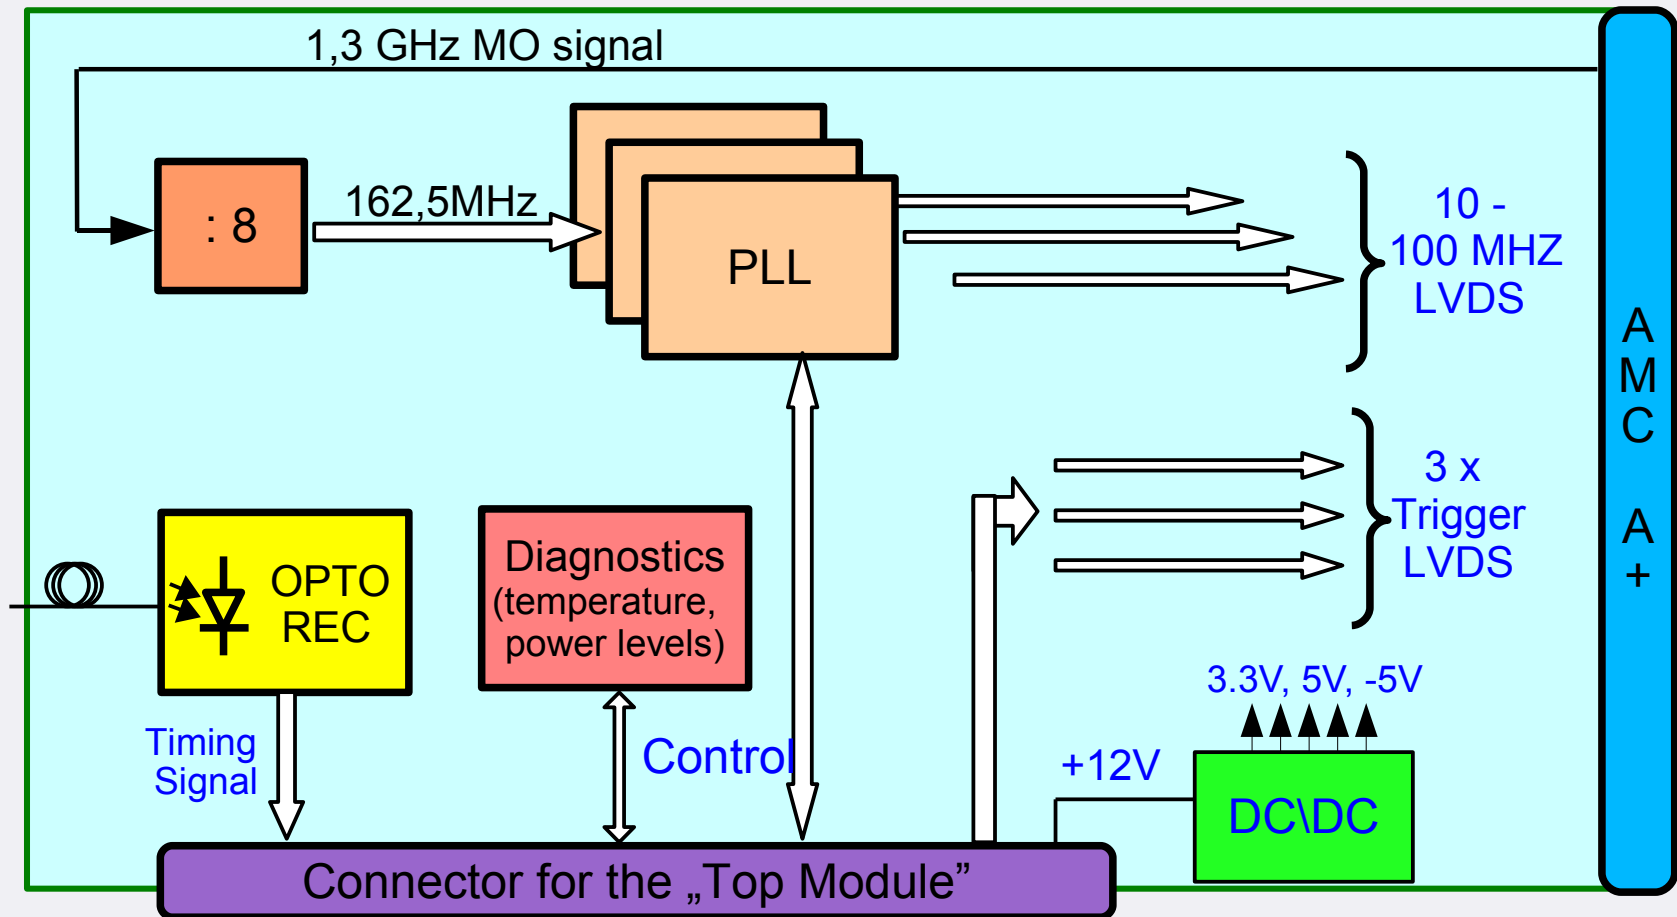 1,3 GHz MO signal
: 8
162,5MHz
PLL
10 -
100 MHZ
LVDS
3 x
Trigger
LVDS
OPTO
REC
Diagnostics
(temperature,
power levels)
Timing
Signal
Control
3.3V, 5V, -5V
+12V
DC\DC
Connector for the „Top Module”
A
M
C
A
+